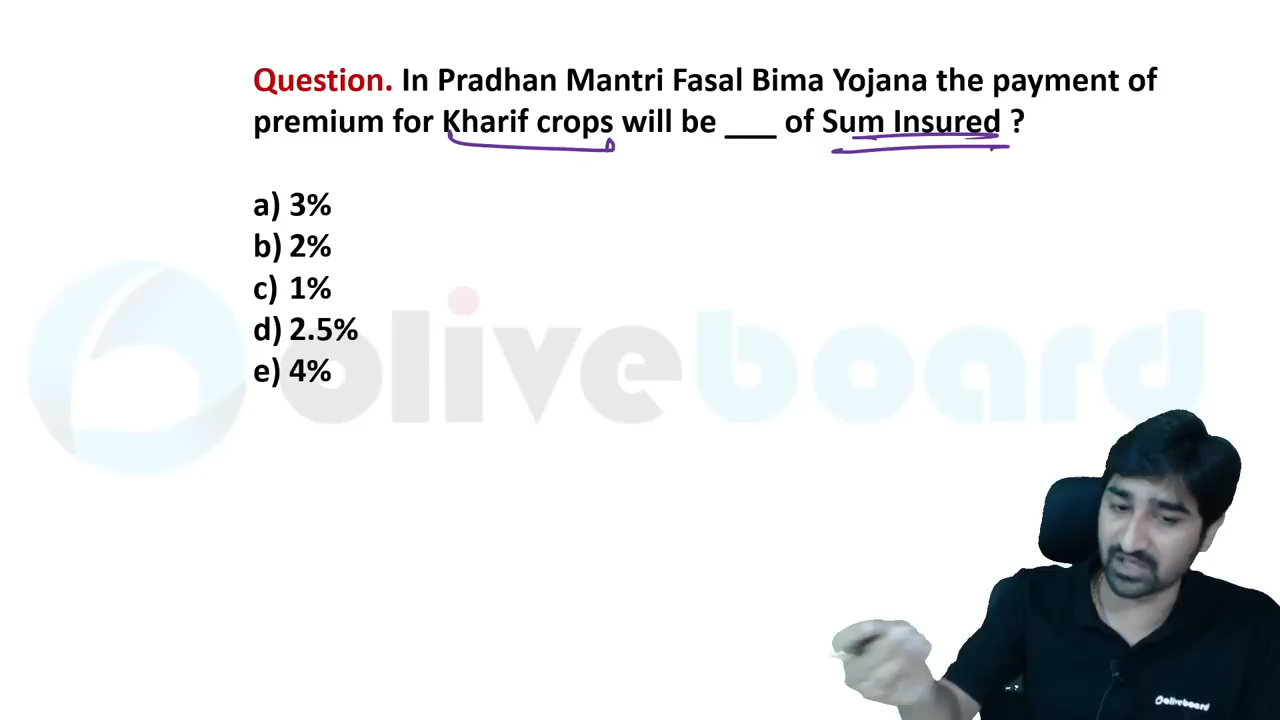 Question. In Pradhan Mantri Fasal Bima Yojana the payment of
premium for Kharif crops will be ___ of Sum Insured ?
a) 3%
b) 2%
c) 1%
d) 2.5%
e) 4%
oliveboard
oliveboard